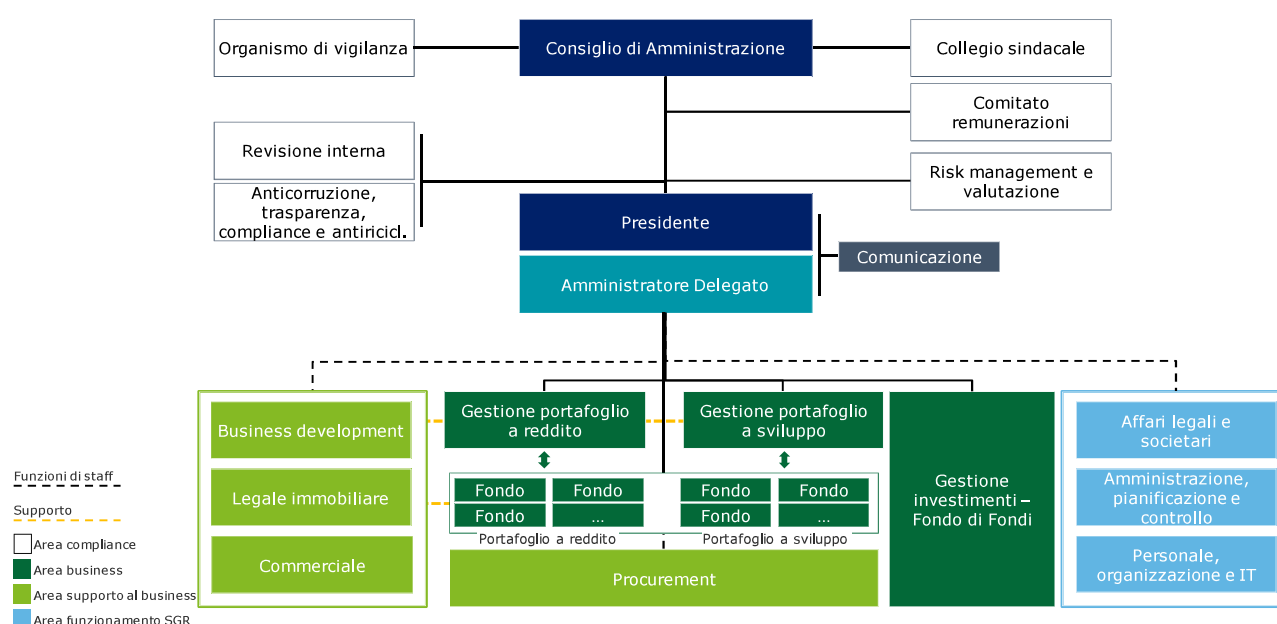 Organismo di vigilanza
Consiglio di Amministrazione
Collegio sindacale
Comitato
remunerazioni
Revisione interna
Risk management e
valutazione
Anticorruzione,
trasparenza,
compliance e antiricicl.
Presidente
Comunicazione
Amministratore Delegato
Business development
Gestione portafoglio
a reddito
Gestione portafoglio
a sviluppo
Affari legali e
societari
Funzioni di staff
Legale immobiliare
Fondo
Fondo
Fondo
...
Portafoglio a reddito
Fondo
Fondo
Fondo
...
Portafoglio a sviluppo
Gestione
investimenti –
Fondo di Fondi
Amministrazione,
pianificazione e
controllo
Supporto
Area compliance
Area business
Area supporto al business
Area funzionamento SGR
Commerciale
Procurement
Personale,
organizzazione e IT